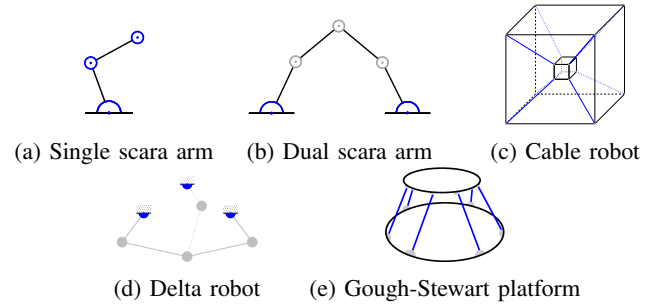 (a) Single scara arm
(b) Dual scara arm
(c) Cable robot
(d) Delta robot
(e) Gough-Stewart platform